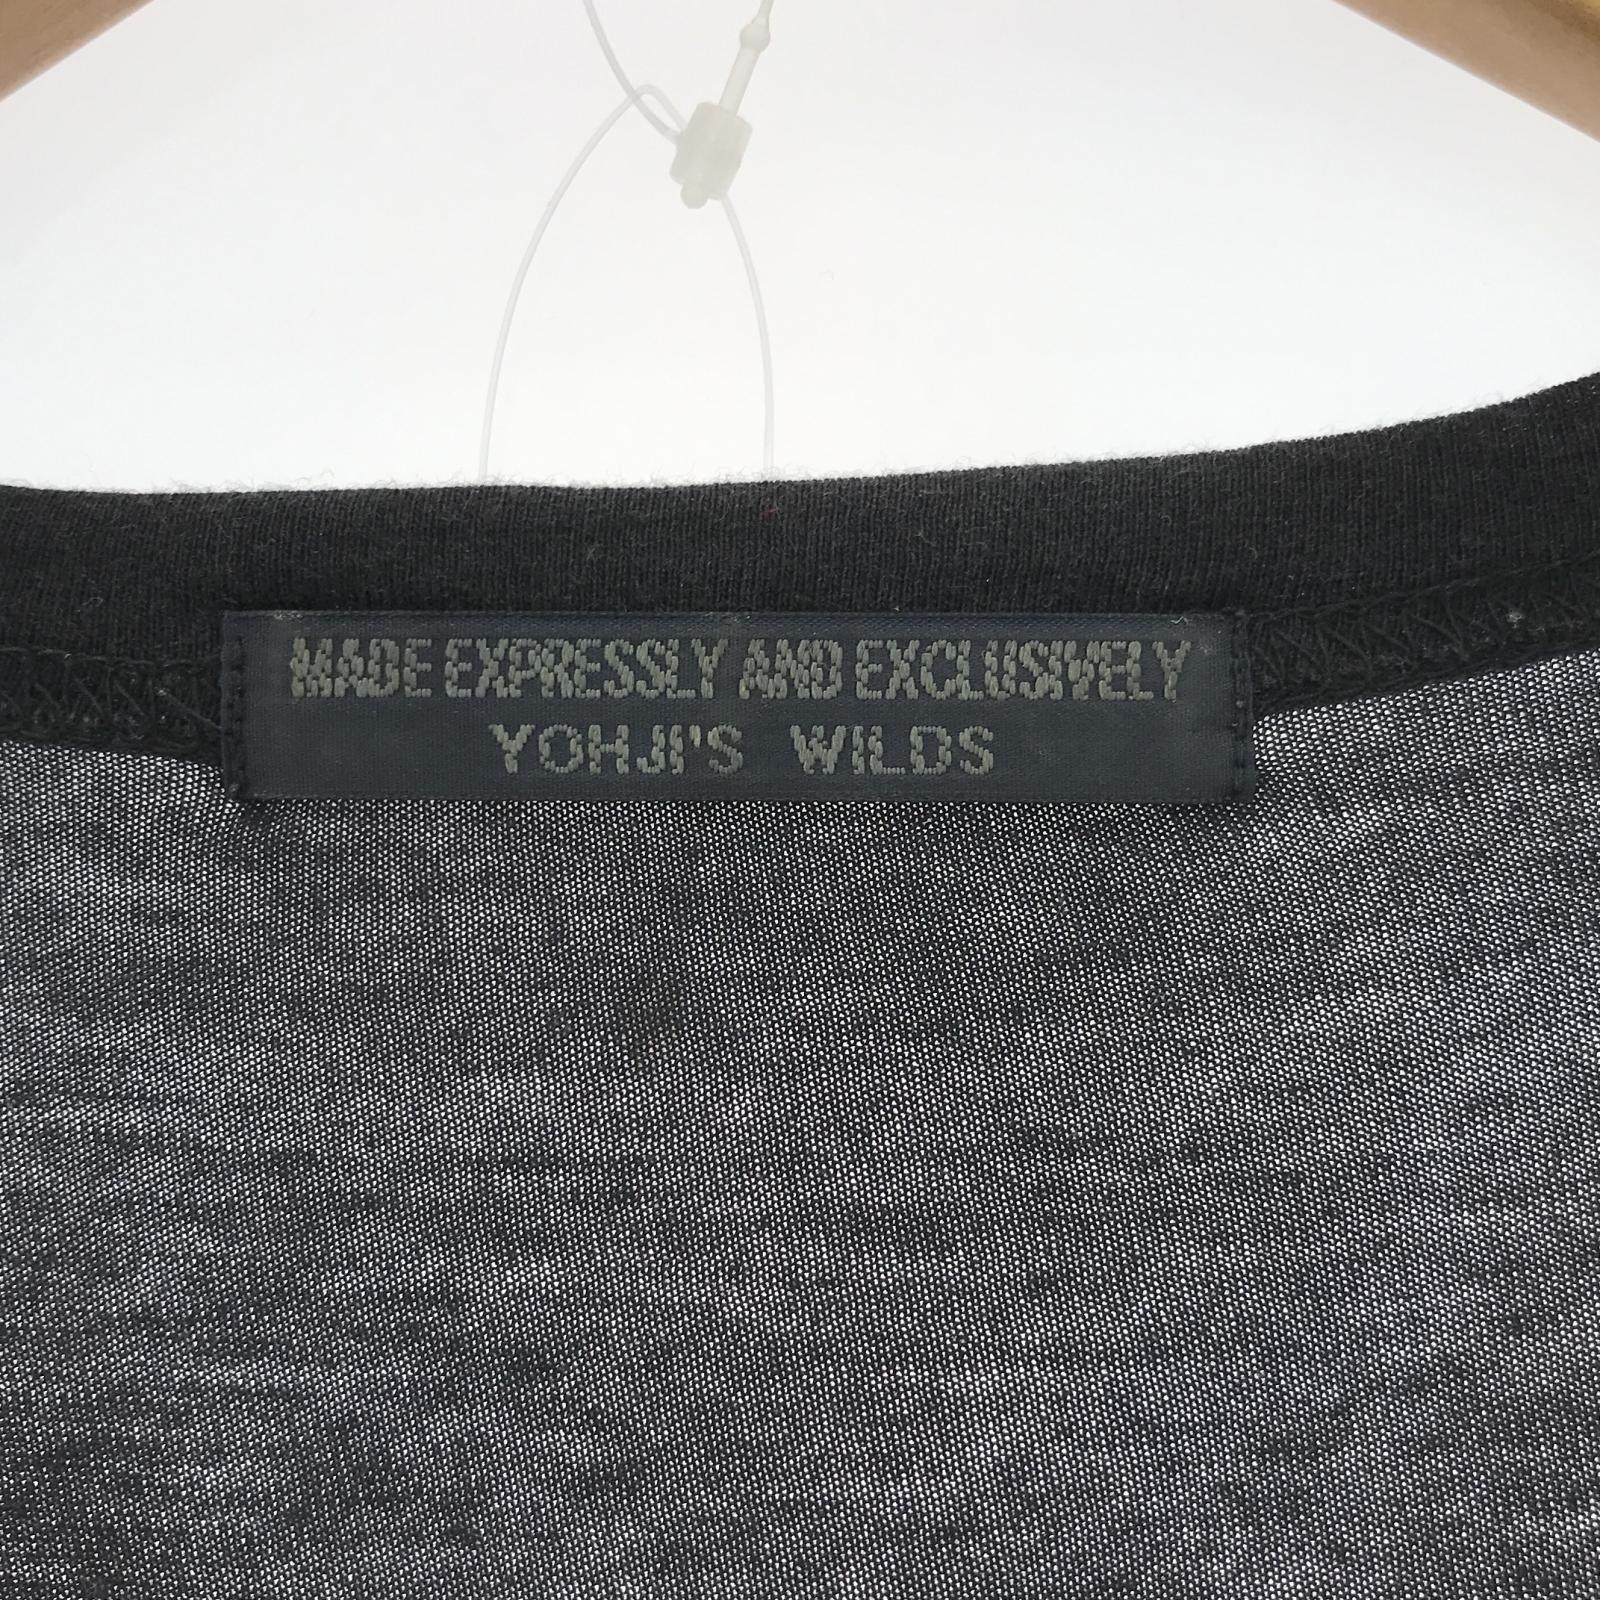 MADE EXPRESSLY AND EXCLUSIVELY
YOHJI'S WILDS